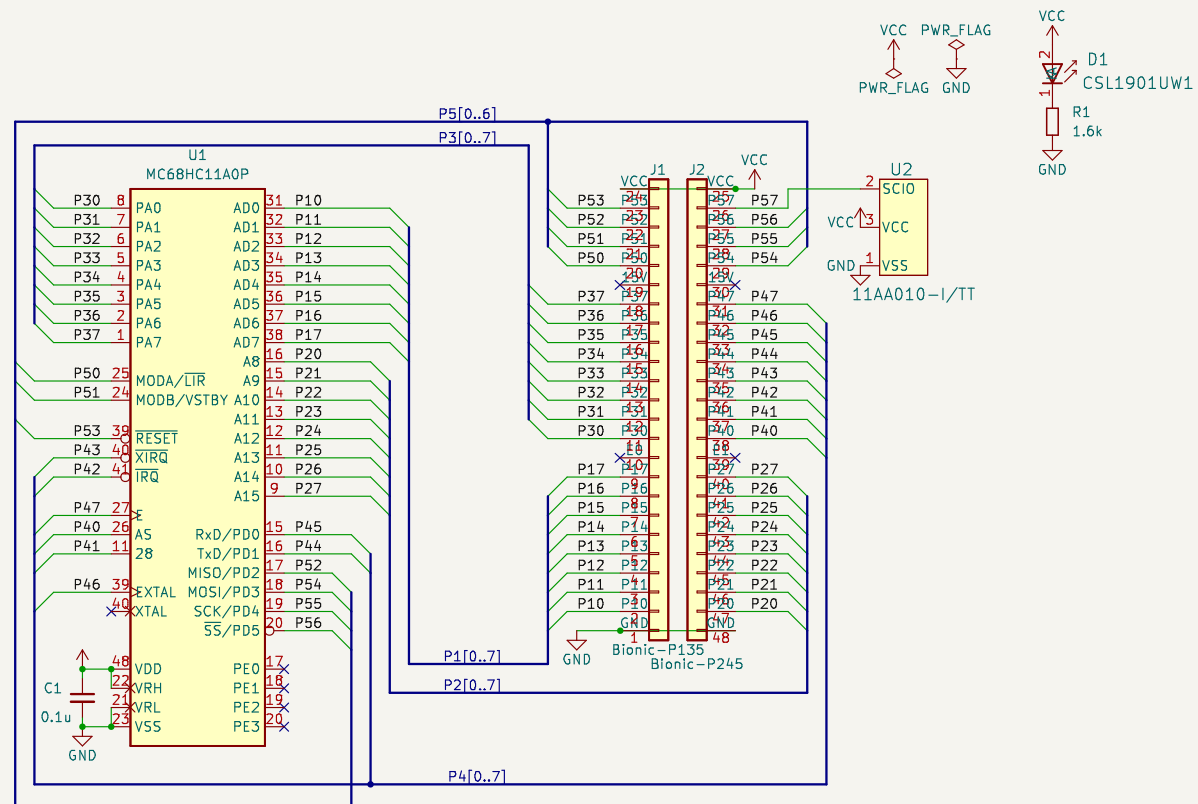 VCC PWR_FLAG VCC
PWR_FLAG GND
2 D1
CSL1901UW1
1
R1
1.6k
GND
P5[0..6]
P3[0..7]
U1
MC68HC11A0P
P30 8 PA0 AD0 31 P10
P31 7 PA1 AD1 32 P11
P32 6 PA2 AD2 33 P12
P33 5 PA3 AD3 34 P13
P34 4 PA4 AD4 35 P14
P35 3 PA5 AD5 36 P15
P36 2 PA6 AD6 37 P16
P37 1 PA7 AD7 38 P17
A8 16 P20
P50 25 MODA/LIR A9 15 P21
P51 24 MODB/VSTBY A10 14 P22
A11 13 P23
P53 39 RESET A12 12 P24
P43 40 XIRQ A13 11 P25
P42 41 IRQ A14 10 P26
A15 9 P27
P47 27 E
P40 26 AS RxD/PD0 15 P45
P41 11 28 TxD/PD1 16 P44
MISO/PD2 17 P52
P46 39 EXTAL MOSI/PD3 18 P54
40 XTAL SCK/PD4 19 P55
SS/PD5 20 P56
48 VDD PE0 17
22 VRH PE1 18
21 VRL PE2 19
23 VSS PE3 20
C1
0.1u
GND
J1 J2 VCC
VCC VCC
P53 P57
P52 P56
P51 P55
P50 P54
15V 15V
P37 P47
P36 P46
P35 P45
P34 P44
P33 P43
P32 P42
P31 P41
P30 P40
E0 E1
P17 P27
P16 P26
P15 P25
P14 P24
P13 P23
P12 P22
P11 P21
P10 P20
GND GND
1 48
GND
Bionic-P135
Bionic-P245
U2
2 SCIO
VCC 3 VCC
GND 1 VSS
11AA010-I/TT
P1[0..7]
P2[0..7]
P4[0..7]